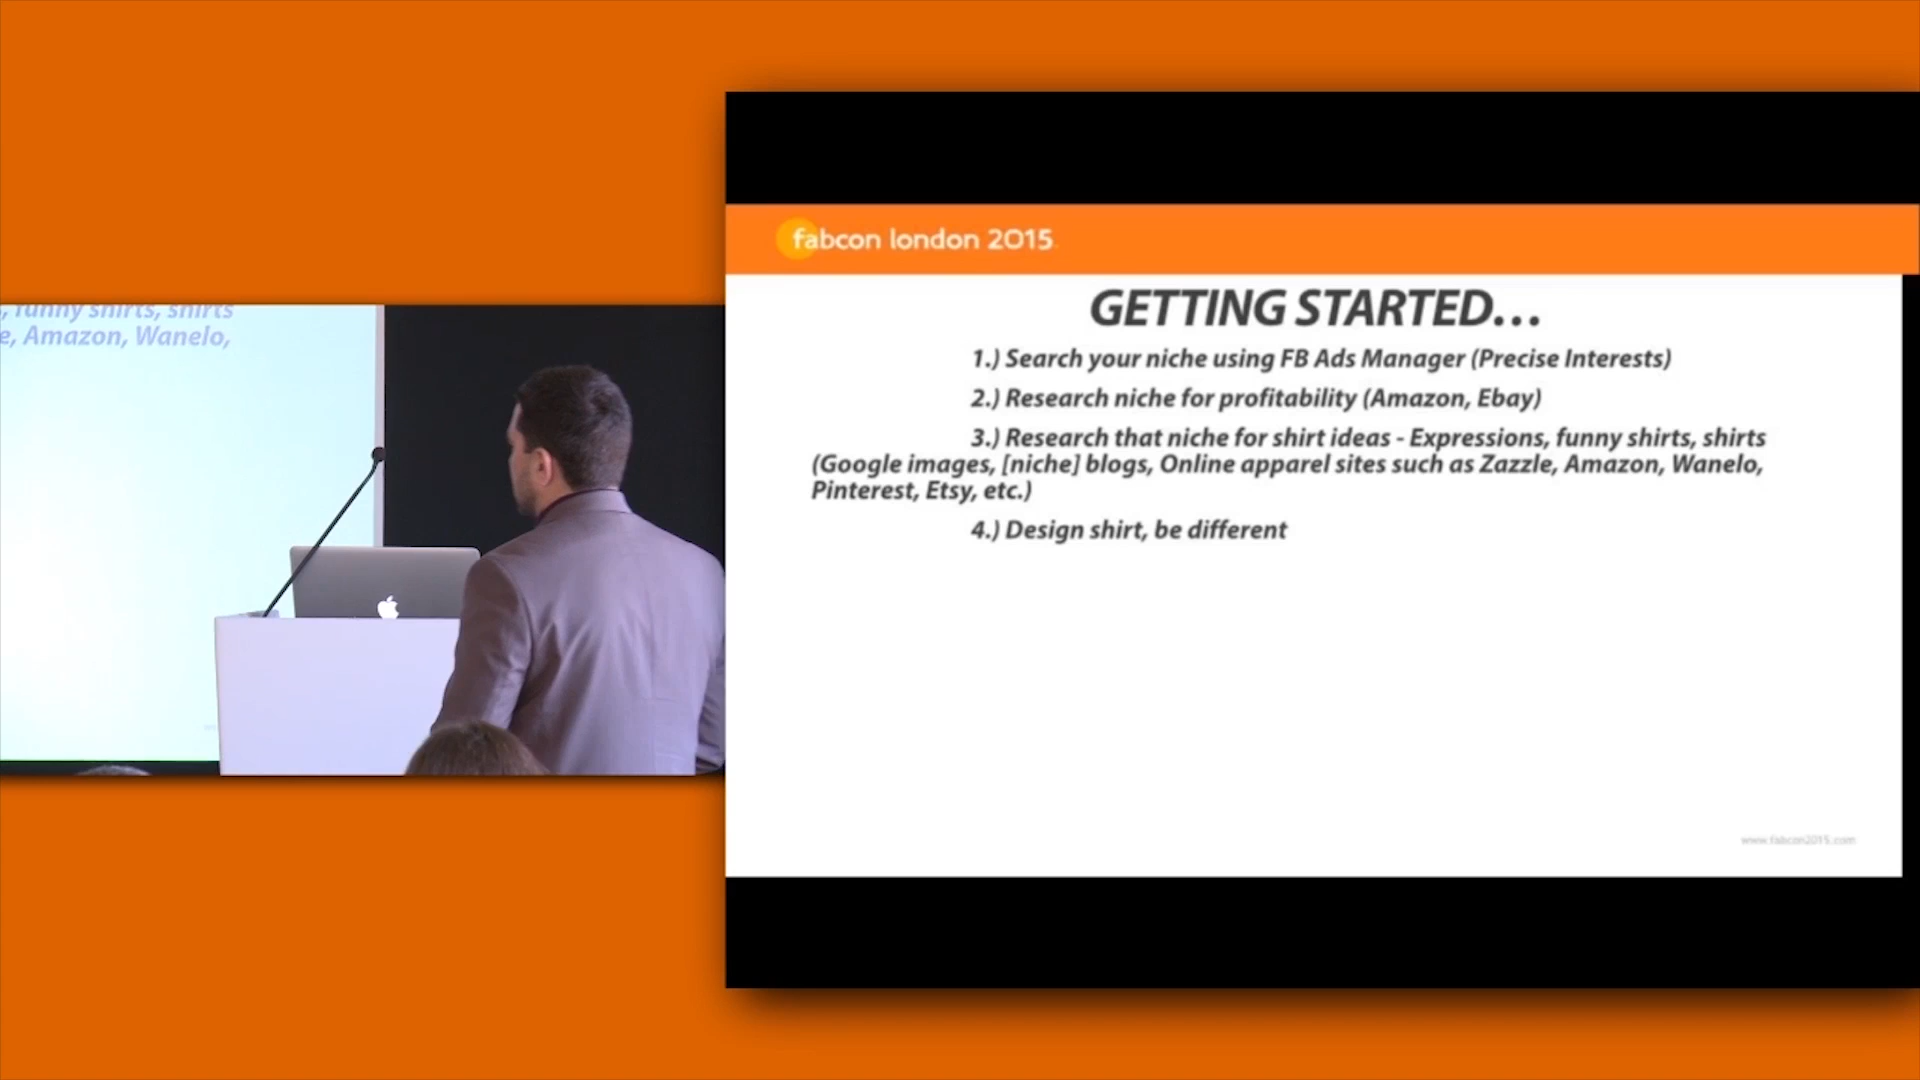 , funny shirts, shirts
e, Amazon, Wanelo,
fabcon london 2015
GETTING STARTED...
1.) Search your niche using FB Ads Manager (Precise Interests)
2.) Research niche for profitability (Amazon, Ebay)
3.) Research that niche for shirt ideas - Expressions, funny shirts, shirts
(Google images, [niche] blogs, Online apparel sites such as Zazzle, Amazon, Wanelo,
Pinterest, Etsy, etc.)
4.) Design shirt, be different
www.fabcon2015.com